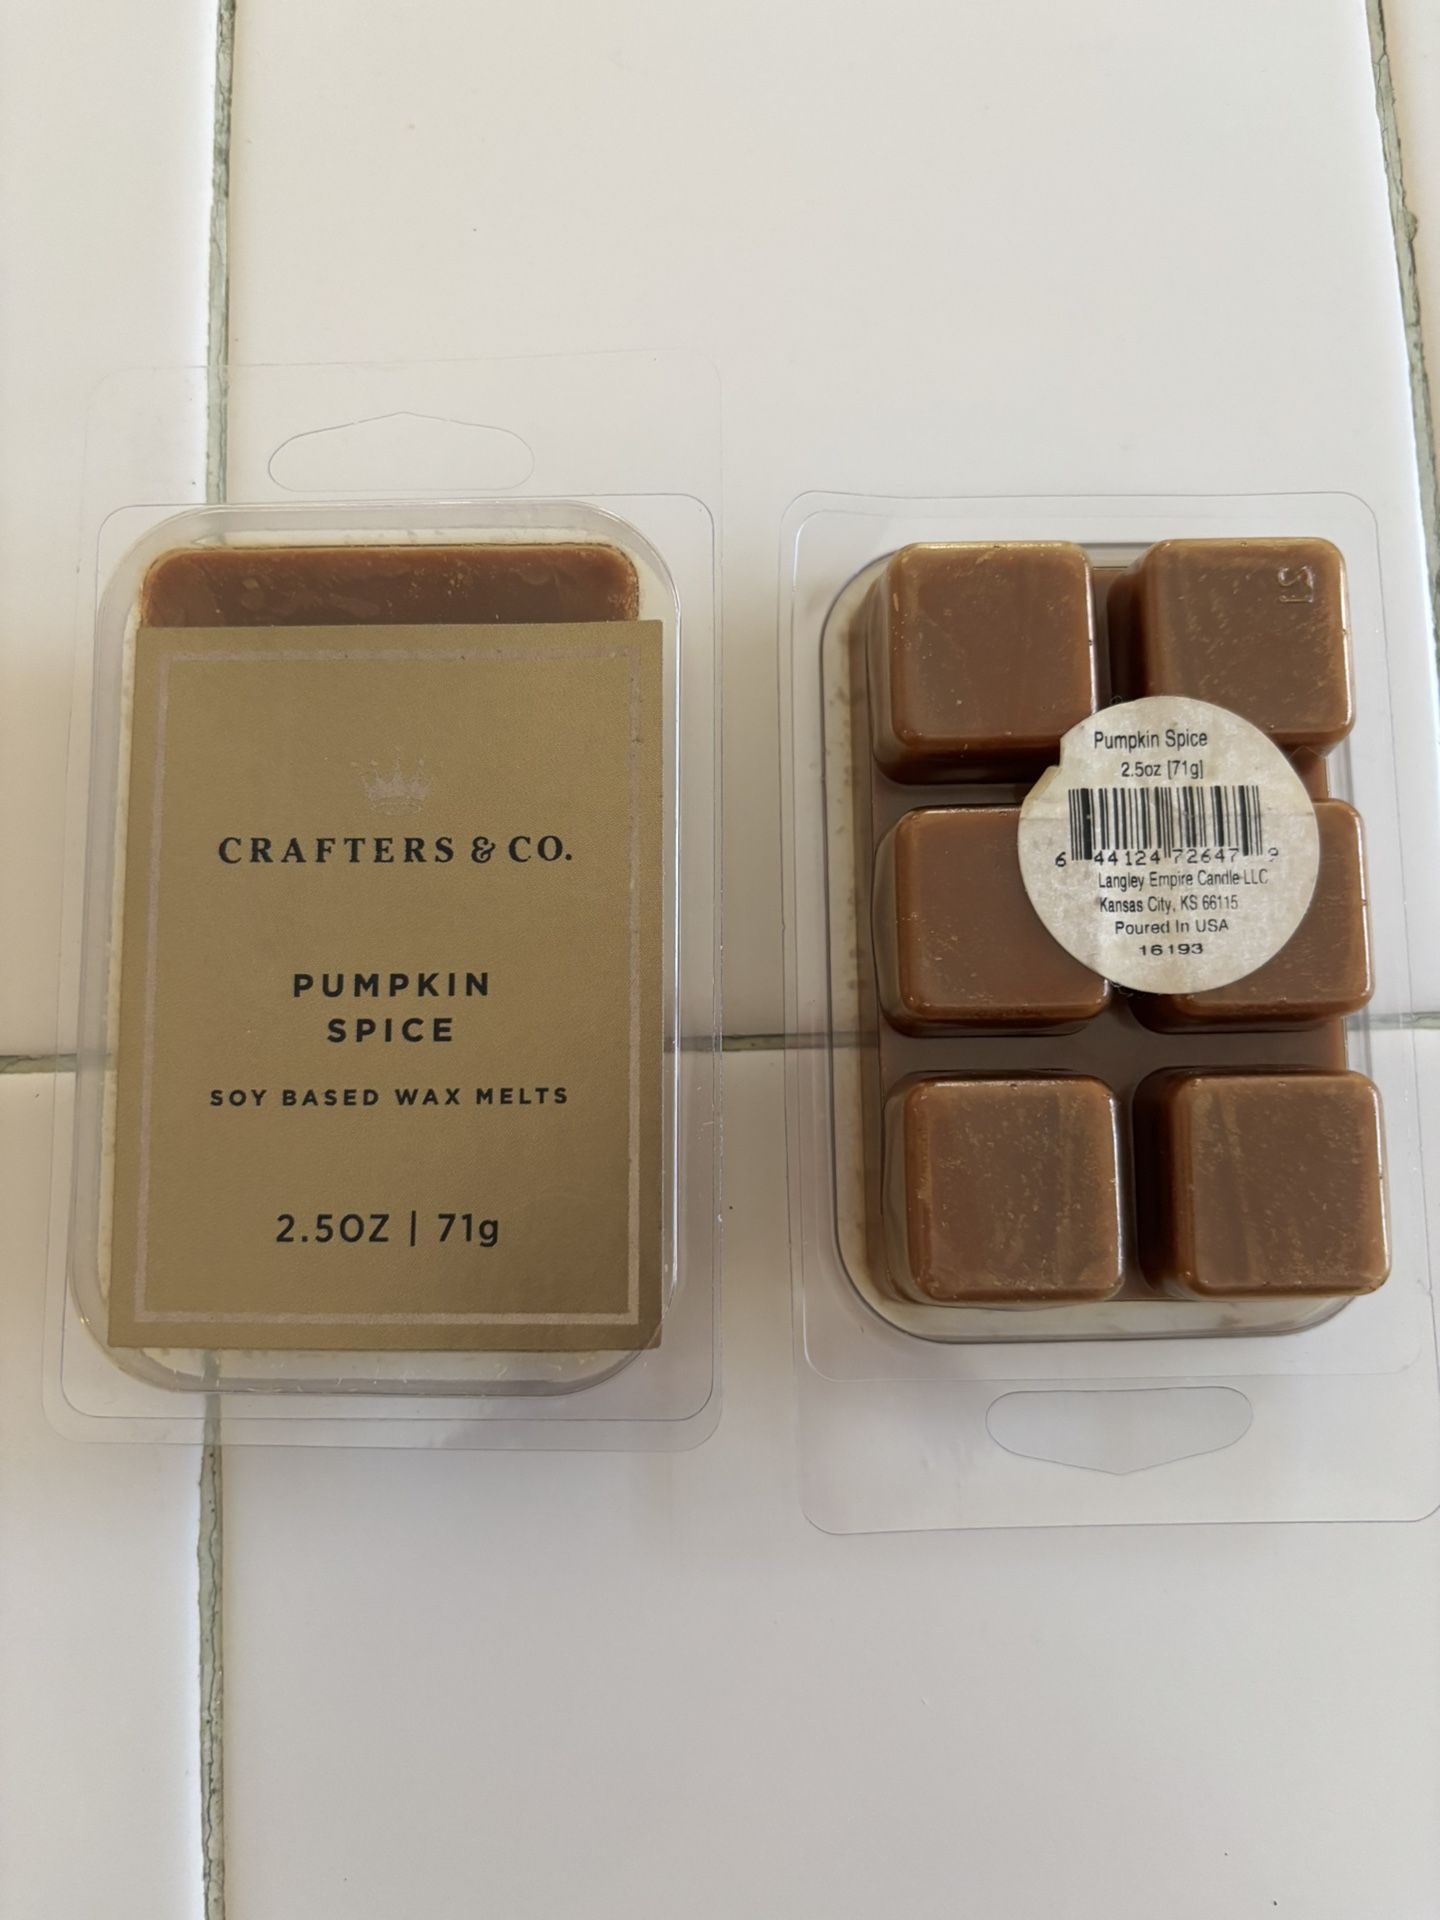 CRAFTERS & CO.
PUMPKIN
SPICE
SOY BASED WAX MELTS
2.5OZ | 71g
Pumpkin Spice
2.5oz [71g]
6 44124 72647 9
Langley Empire Candle LLC
Kansas City, KS 66115
Poured In USA
16193